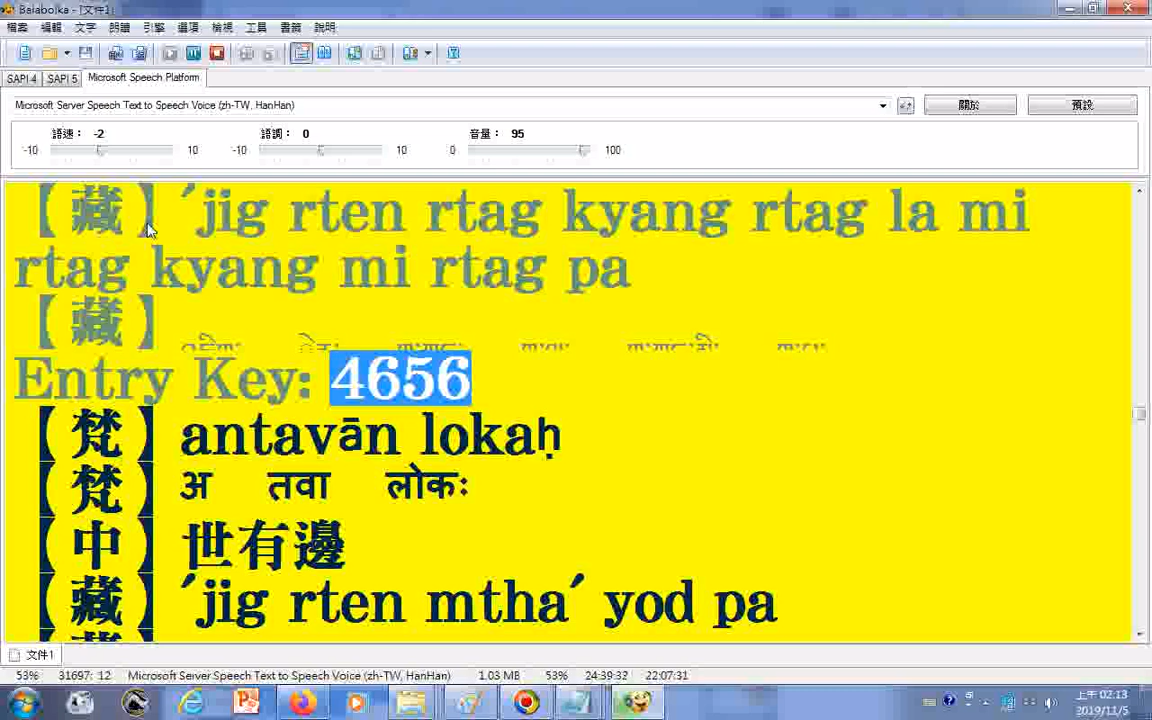 Balabolka - [文件1]
檔案 編輯 文字 朗讀 引擎 選項 檢視 工具 書籤 說明
SAPI 4 SAPI 5 Microsoft Speech Platform
Microsoft Server Speech Text to Speech Voice (zh-TW, HanHan) 關於 預設
語速： -2 語調： 0 音量： 95
-10 10 -10 10 0 100
【藏】 ′jig rten rtag kyang rtag la mi
rtag kyang mi rtag pa
【藏】
Entry Key: 4656
【梵】 antavān lokaḥ
【梵】 अ तवा लोकः
【中】 世有邊
【藏】 ′jig rten mtha′ yod pa
文件1
53% 31697: 12 Microsoft Server Speech Text to Speech Voice (zh-TW, HanHan) 1.03 MB 53% 24:39:32 22:07:31
上午 02:13
2019/11/5